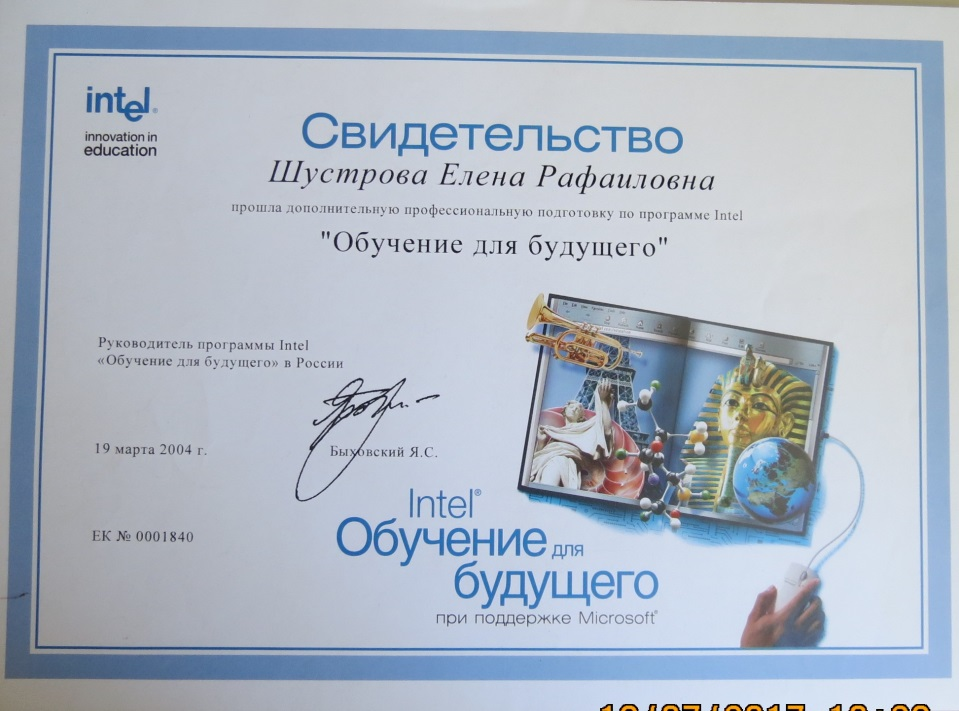 intel®
innovation in
education
Свидетельство
Шустрова Елена Рафаиловна
прошла дополнительную профессиональную подготовку по программе Intel
"Обучение для будущего"
Руководитель программы Intel
«Обучение для будущего» в России
19 марта 2004 г.
Быховский Я.С.
ЕК № 0001840
Intel®
Обучение для
будущего
при поддержке Microsoft®